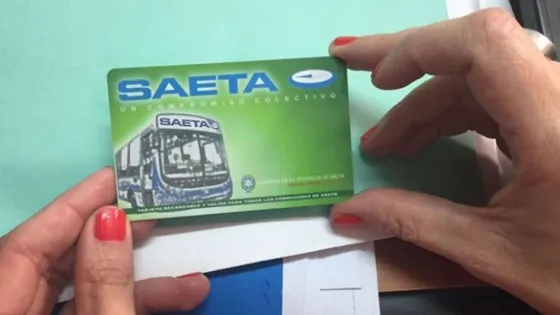 SAETA
UN COMPROMISO COLECTIVO
SAETA
GOBIERNO DE LA PROVINCIA DE SALTA
TARJETA RECARGABLE Y VALIDA PARA TODOS LOS CORREDORES DE SAETA